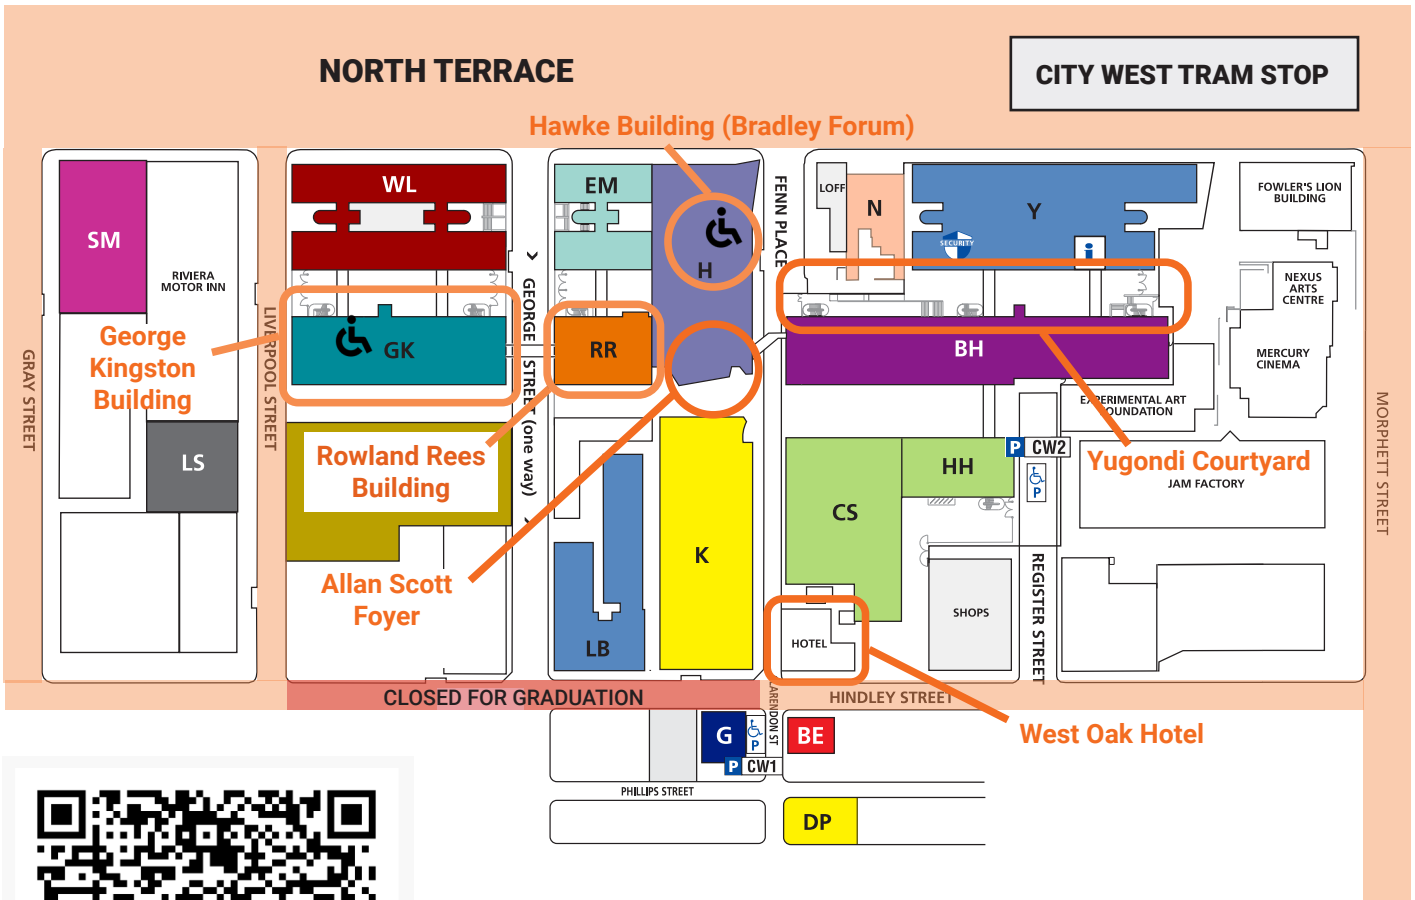 NORTH TERRACE
CITY WEST TRAM STOP
Hawke Building (Bradley Forum)
WL
EM
LOFF
N
Y
FOWLER'S LION
BUILDING
SM
RIVIERA
MOTOR INN
H
FENN PLACE
SECURITY
i
NEXUS
ARTS
CENTRE
George
Kingston
Building
GK
RR
BH
MERCURY
CINEMA
GRAY STREET
LIVERPOOL STREET
> GEORGE STREET (one way) >
MORPHETT STREET
EXPERIMENTAL ART
FOUNDATION
LS
Rowland Rees
Building
HH
P CW2
P
Yugondi Courtyard
JAM FACTORY
CS
K
Allan Scott
Foyer
REGISTER STREET
SHOPS
LB
HOTEL
CLOSED FOR GRADUATION
HINDLEY STREET
LARENDON ST
West Oak Hotel
G
P
BE
P CW1
PHILLIPS STREET
DP